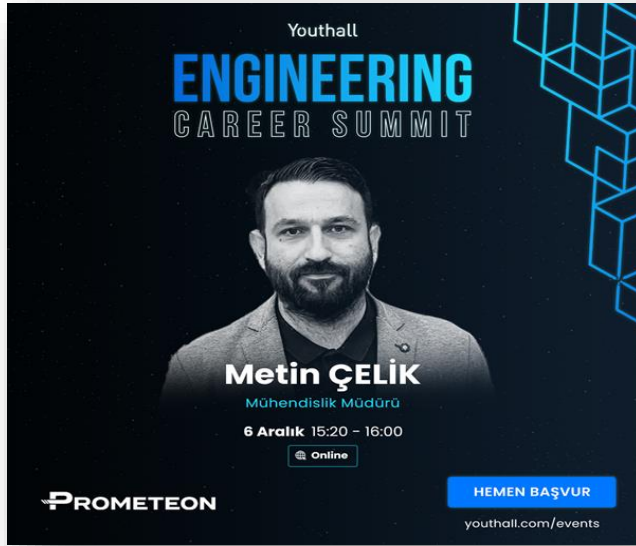 Youthall
ENGINEERING
CAREER SUMMIT
Metin ÇELİK
Mühendislik Müdürü
6 Aralık 15:20 - 16:00
Online
PROMETEON
HEMEN BAŞVUR
youthall.com/events